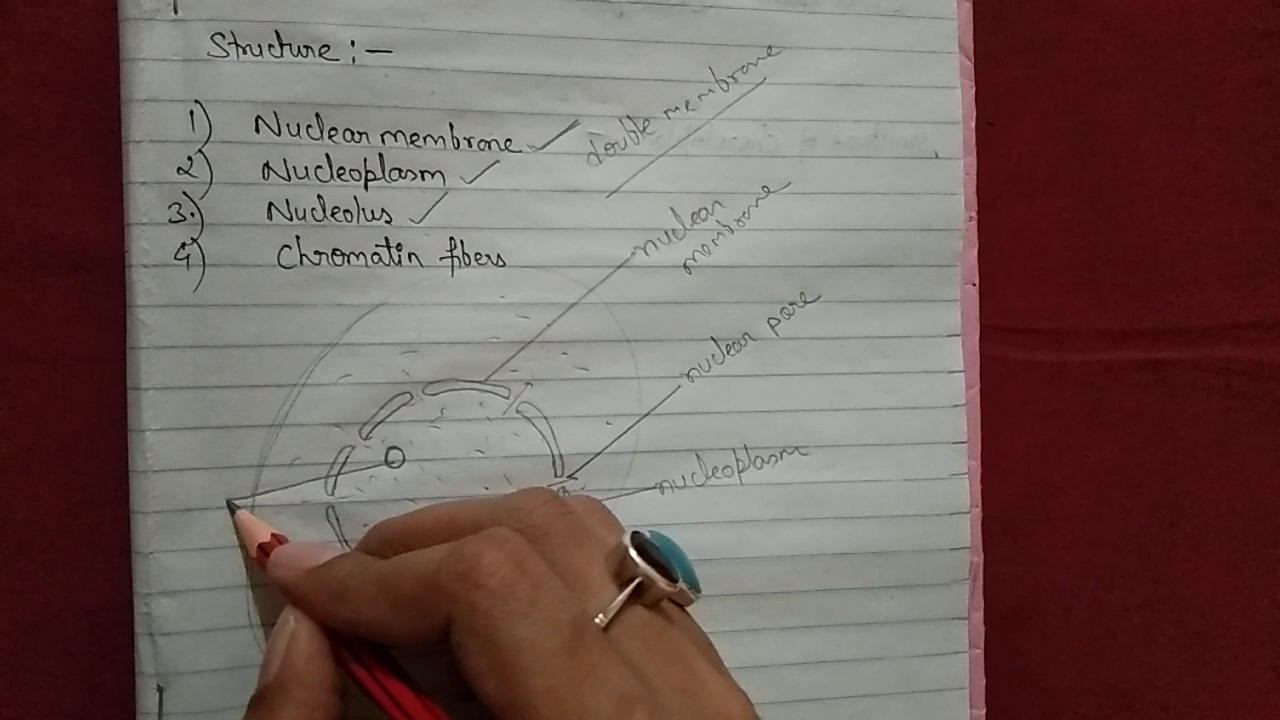 Structure :-
1) Nuclear membrane
2) Nucleoplasm
3.) Nucleolus
4) Chromatin fibers
double membrane
nuclear
membrane
nuclear pore
nucleoplasm